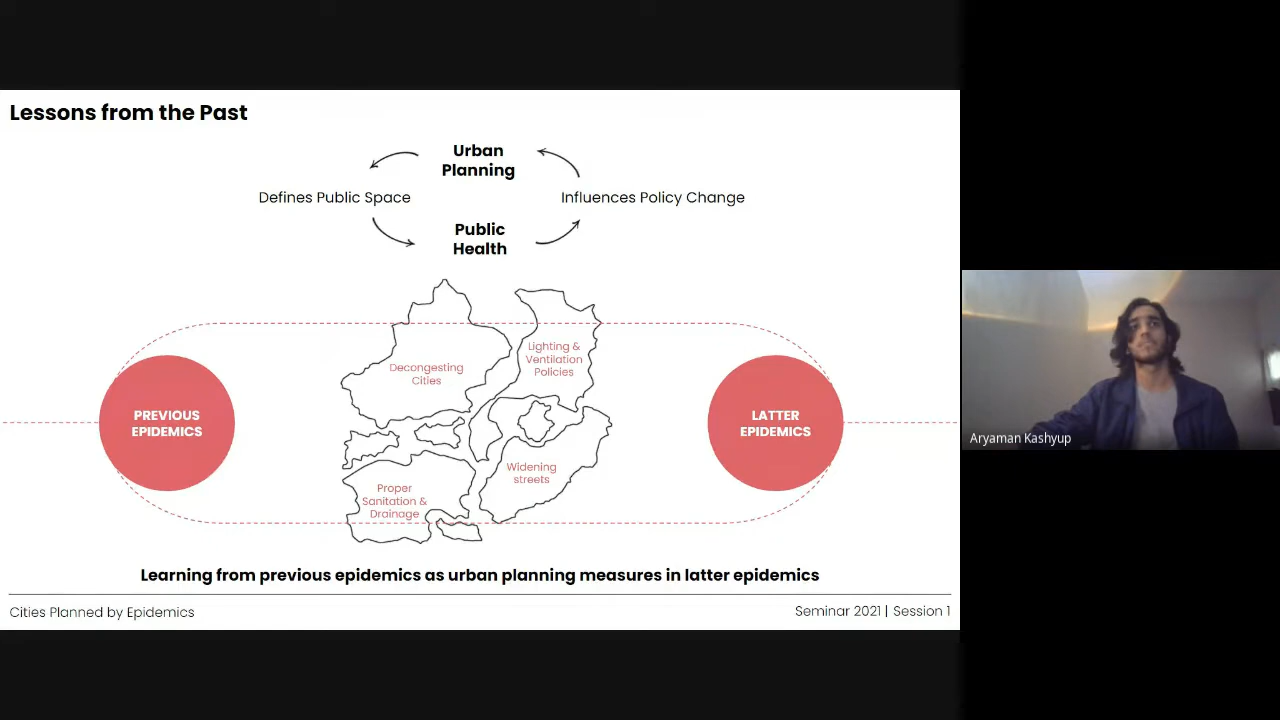 Lessons from the Past
Urban
Planning
Defines Public Space
Influences Policy Change
Public
Health
Decongesting
Cities
Lighting &
Ventilation
Policies
PREVIOUS
EPIDEMICS
LATTER
EPIDEMICS
Widening
streets
Proper
Sanitation &
Drainage
Learning from previous epidemics as urban planning measures in latter epidemics
Cities Planned by Epidemics
Seminar 2021 | Session 1
Aryaman Kashyup